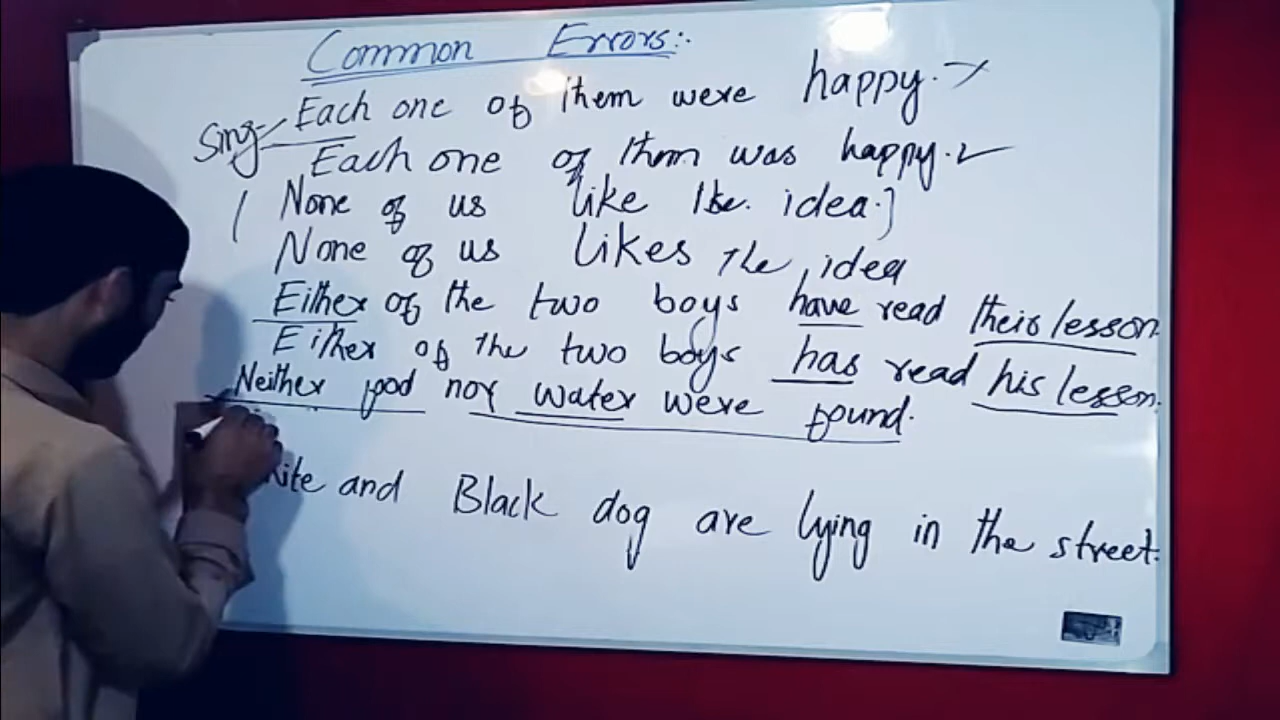 Common Errors:.
Each one of them were happy. ×
Sing
Each one of them was happy. ✓
( None of us like the. idea.)
None of us likes the idea
Either of the two boys have read their lesson.
Either of the two boys has read his lesson.
Neither food nor water were found.
and Black dog are lying in the street.